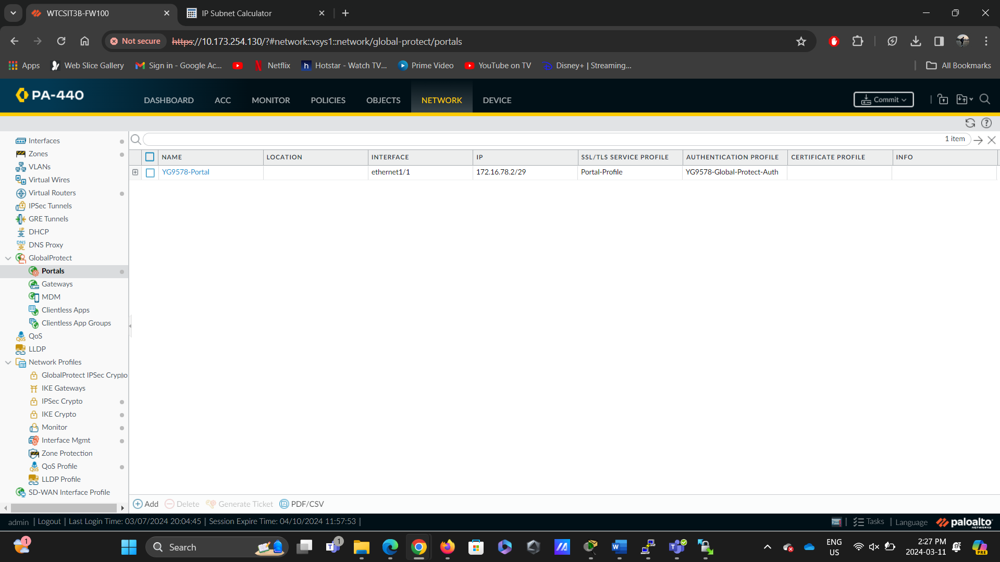 WTCSIT3B-FW100
IP Subnet Calculator
Not secure
https://10.173.254.130/?#network::vsys1::network/global-protect/portals
Apps
Web Slice Gallery
Sign in - Google Ac...
Netflix
h
Hotstar - Watch TV...
Prime Video
YouTube on TV
Disney+ | Streaming...
All Bookmarks
PA-440
DASHBOARD
ACC
MONITOR
POLICIES
OBJECTS
NETWORK
DEVICE
Commit
Interfaces
Zones
VLANs
Virtual Wires
Virtual Routers
IPSec Tunnels
GRE Tunnels
DHCP
DNS Proxy
GlobalProtect
Portals
Gateways
MDM
Clientless Apps
Clientless App Groups
QoS
LLDP
Network Profiles
GlobalProtect IPSec Crypto
IKE Gateways
IPSec Crypto
IKE Crypto
Monitor
Interface Mgmt
Zone Protection
QoS Profile
LLDP Profile
SD-WAN Interface Profile
1 item
NAME LOCATION INTERFACE IP SSL/TLS SERVICE PROFILE AUTHENTICATION PROFILE CERTIFICATE PROFILE INFO
YG9578-Portal ethernet1/1 172.16.78.2/29 Portal-Profile YG9578-Global-Protect-Auth
Add
Delete
Generate Ticket
PDF/CSV
admin | Logout | Last Login Time: 03/07/2024 20:04:45 | Session Expire Time: 04/10/2024 11:57:53 |
Tasks | Language
paloalto
NETWORKS
1
Search
1
ENG
US
2:27 PM
2024-03-11
PRE